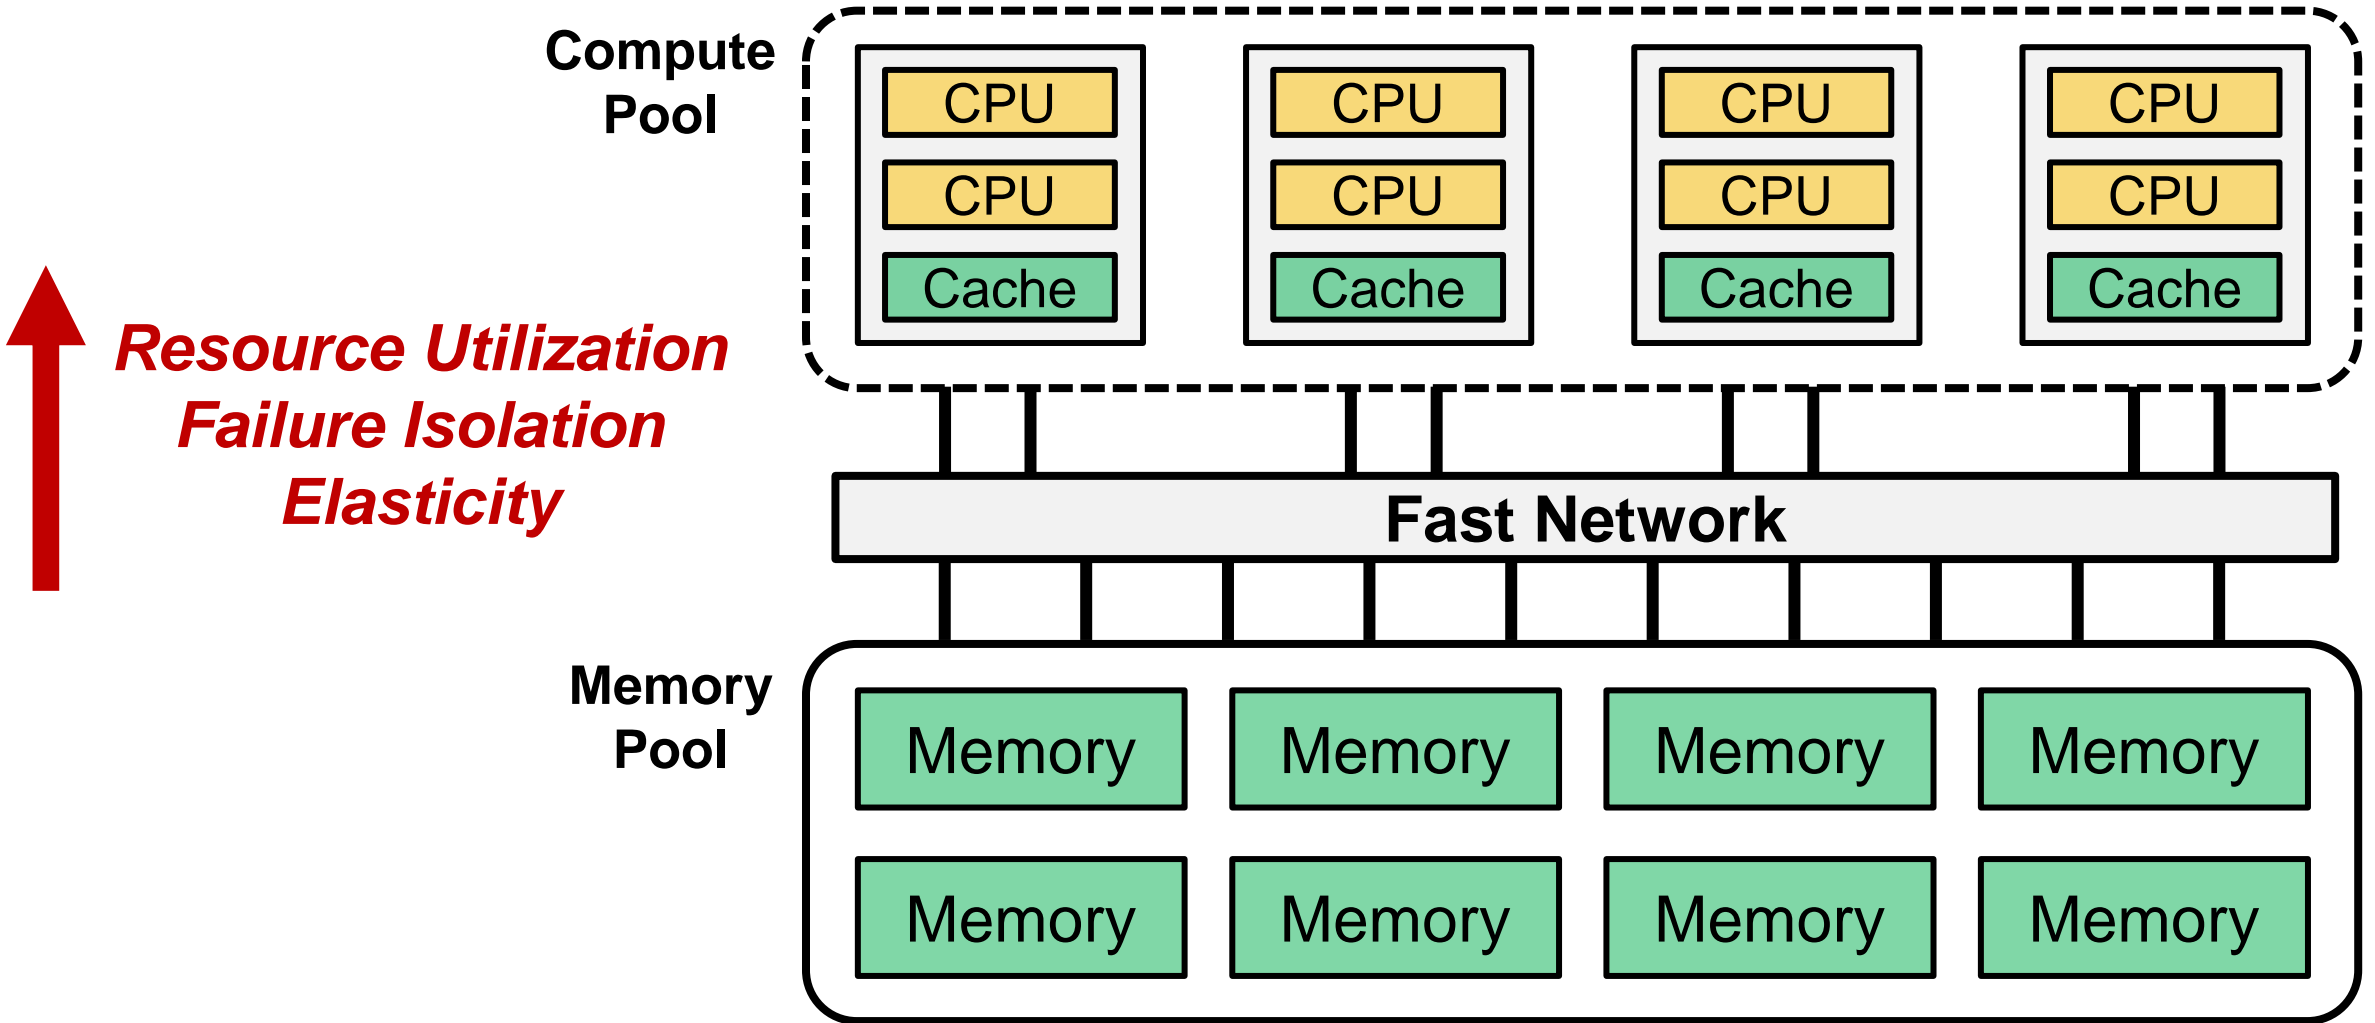 Compute
Pool
CPU
CPU
CPU
CPU
CPU
CPU
CPU
CPU
Cache
Cache
Cache
Cache
Resource Utilization
Failure Isolation
Elasticity
Fast Network
Memory
Pool
Memory
Memory
Memory
Memory
Memory
Memory
Memory
Memory